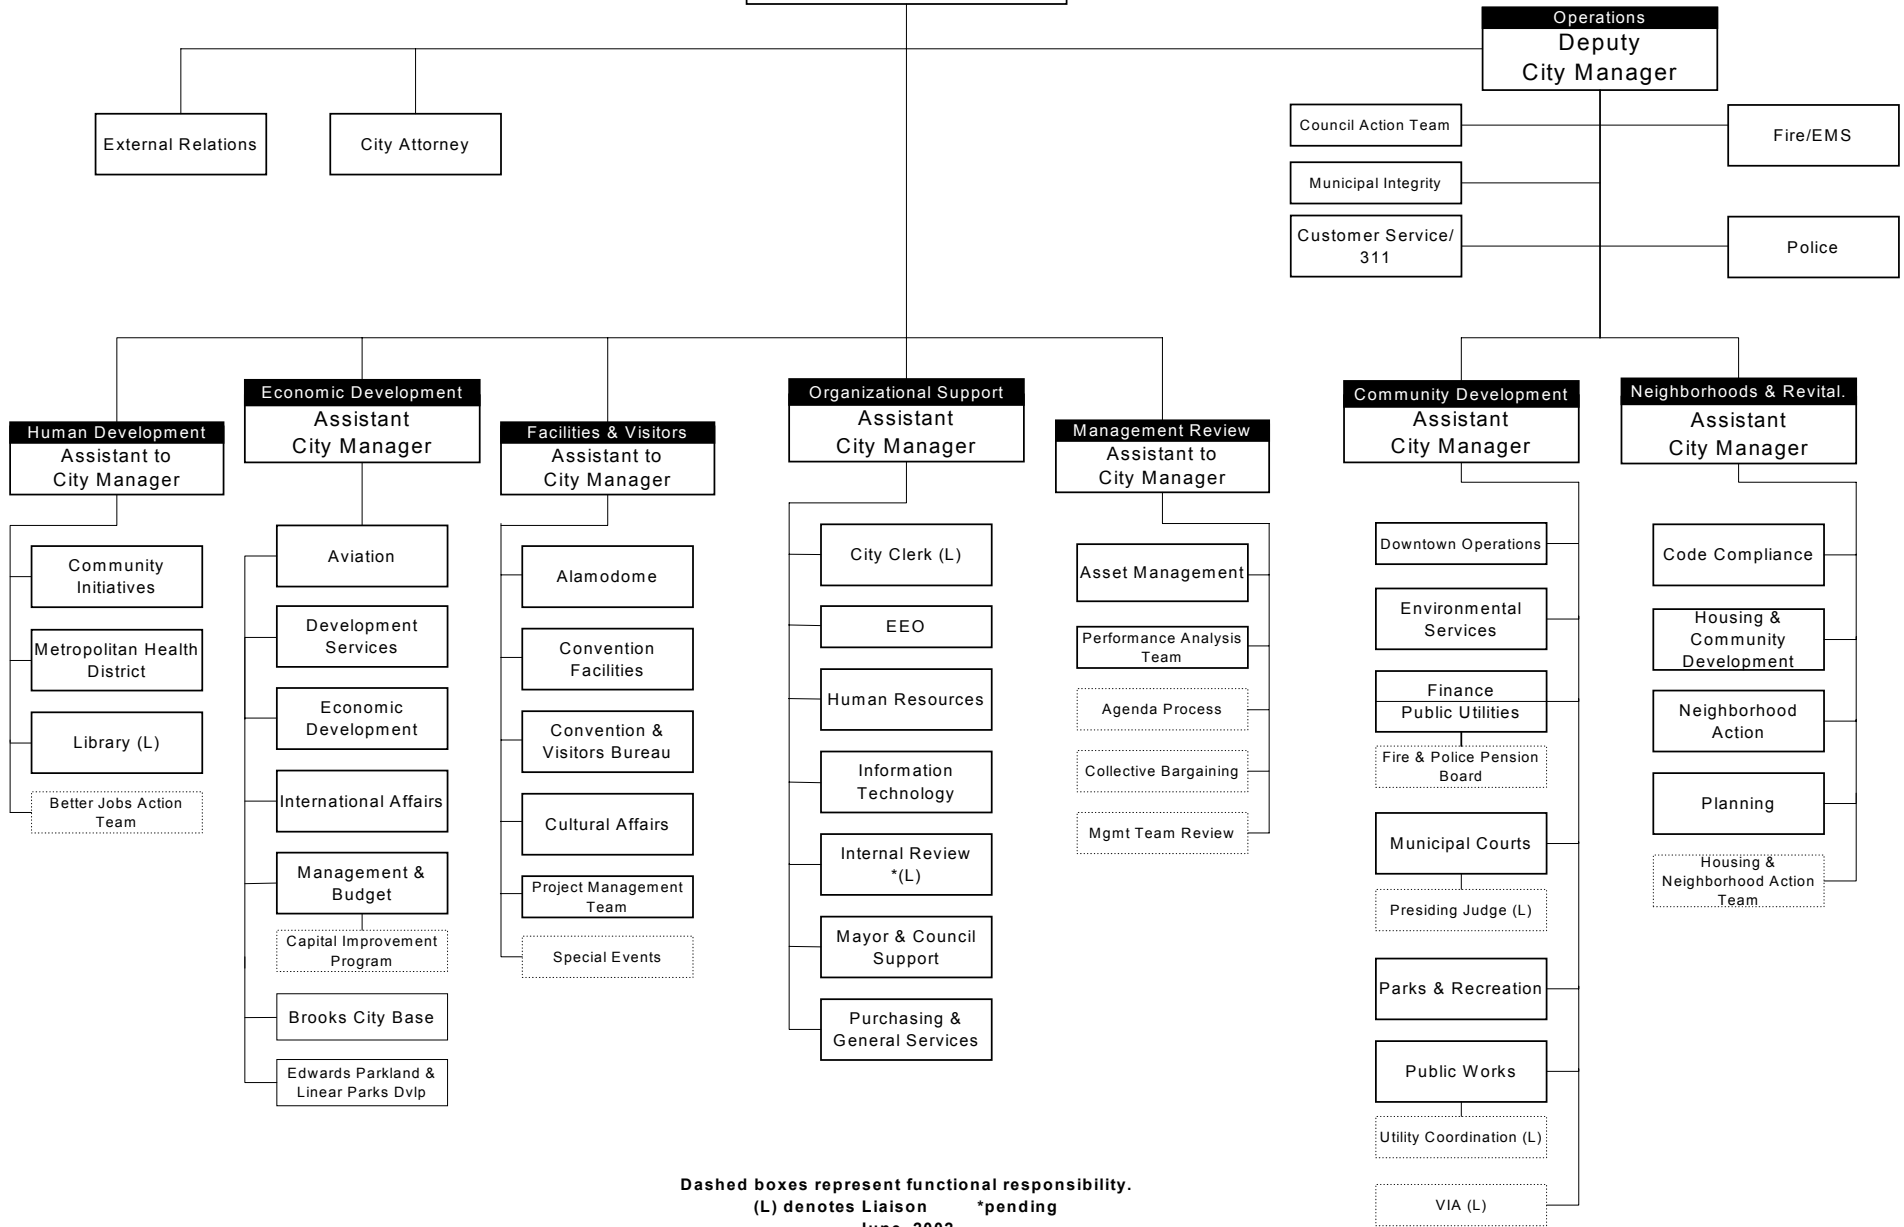 Operations
Deputy
City Manager
External Relations
City Attorney
Council Action Team
Fire/EMS
Municipal Integrity
Customer Service/
311
Police
Human Development
Assistant to
City Manager
Community
Initiatives
Metropolitan Health
District
Library (L)
Better Jobs Action
Team
Economic Development
Assistant
City Manager
Aviation
Development
Services
Economic
Development
International Affairs
Management &
Budget
Capital Improvement
Program
Brooks City Base
Edwards Parkland &
Linear Parks Dvlp
Facilities & Visitors
Assistant to
City Manager
Alamodome
Convention
Facilities
Convention &
Visitors Bureau
Cultural Affairs
Project Management
Team
Special Events
Organizational Support
Assistant
City Manager
City Clerk (L)
EEO
Human Resources
Information
Technology
Internal Review
*(L)
Mayor & Council
Support
Purchasing &
General Services
Management Review
Assistant to
City Manager
Asset Management
Performance Analysis
Team
Agenda Process
Collective Bargaining
Mgmt Team Review
Community Development
Assistant
City Manager
Downtown Operations
Environmental
Services
Finance
Public Utilities
Fire & Police Pension
Board
Municipal Courts
Presiding Judge (L)
Parks & Recreation
Public Works
Utility Coordination (L)
VIA (L)
Neighborhoods & Revital.
Assistant
City Manager
Code Compliance
Housing &
Community
Development
Neighborhood
Action
Planning
Housing &
Neighborhood Action
Team
Dashed boxes represent functional responsibility.
(L) denotes Liaison *pending